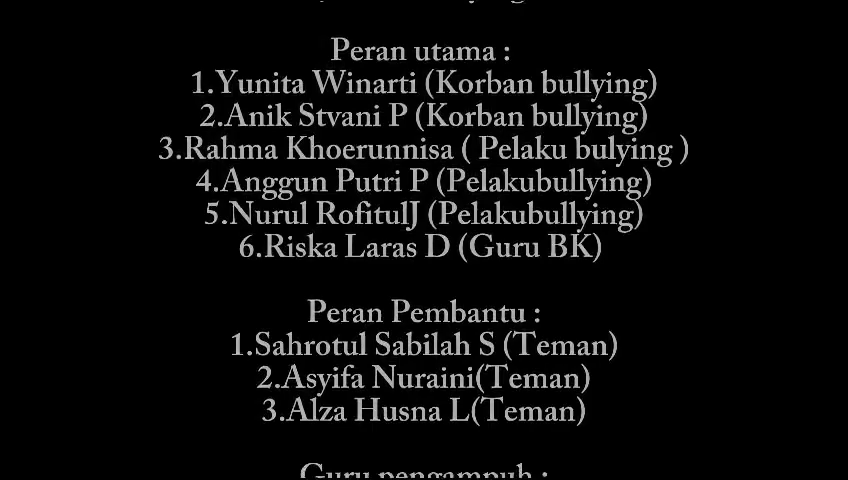 Peran utama :
1.Yunita Winarti (Korban bullying)
2.Anik Stvani P (Korban bullying)
3.Rahma Khoerunnisa ( Pelaku bulying )
4.Anggun Putri P (Pelakubullying)
5.Nurul RofitulJ (Pelakubullying)
6.Riska Laras D (Guru BK)
Peran Pembantu :
1.Sahrotul Sabilah S (Teman)
2.Asyifa Nuraini(Teman)
3.Alza Husna L(Teman)
Guru pengampuh :